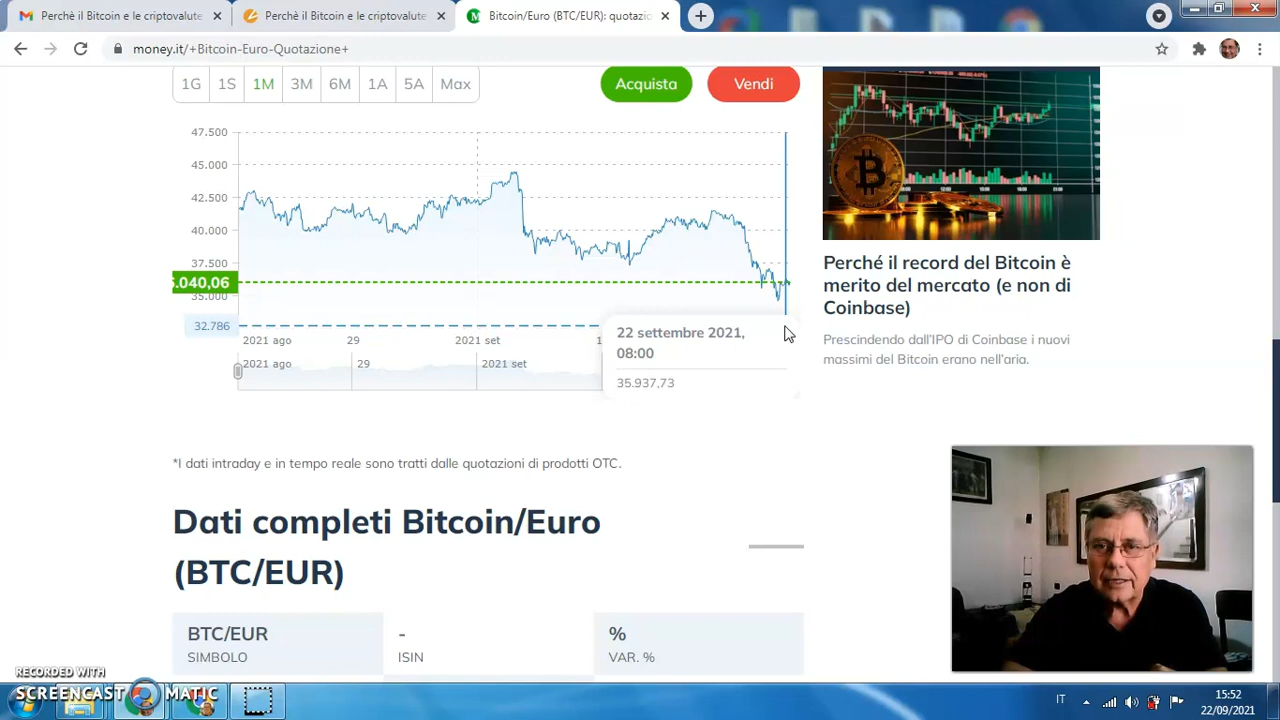 Perchè il Bitcoin e le criptovalut
Perchè il Bitcoin e le criptovalute
Bitcoin/Euro (BTC/EUR): quotazio
money.it/+Bitcoin-Euro-Quotazione+
1G 1S 1M 3M 6M 1A 5A Max
Acquista
Vendi
47.500
45.000
42.500
40.000
37.500
5.040,06
35.000
32.786
2021 ago 29 2021 set 1
2021 ago 29 2021 set
22 settembre 2021,
08:00
35.937,73
Perché il record del Bitcoin è
merito del mercato (e non di
Coinbase)
Prescindendo dall'IPO di Coinbase i nuovi
massimi del Bitcoin erano nell'aria.
*I dati intraday e in tempo reale sono tratti dalle quotazioni di prodotti OTC.
Dati completi Bitcoin/Euro
(BTC/EUR)
BTC/EUR
SIMBOLO
-
ISIN
%
VAR. %
RECORDED WITH
SCREENCAST MATIC
IT
15:52
22/09/2021